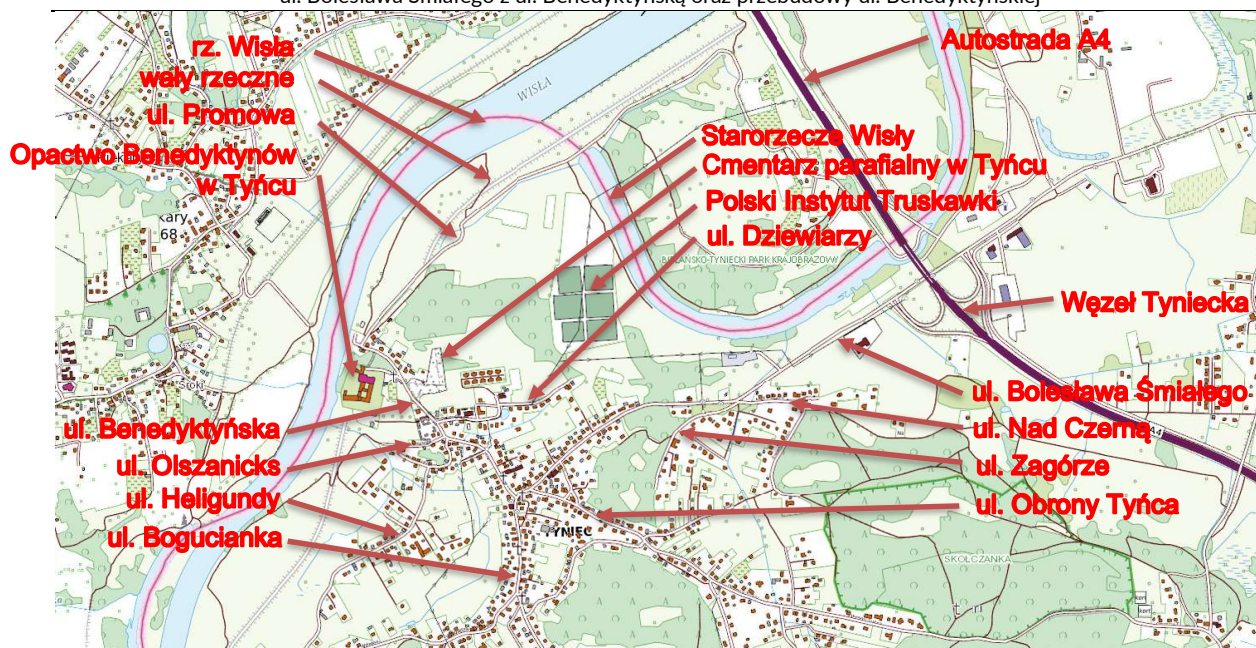 ul. Bolesława Śmiałego z ul. Benedyktyńską oraz przebudowy ul. Benedyktyńskiej
rz. Wisła
wały rzeczne
ul. Promowa
Opactwo Benedyktynów
w Tyńcu
Autostrada A4
WISŁA
Starorzecze Wisły
Cmentarz parafialny w Tyńcu
Polski Instytut Truskawki
ul. Dziewiarzy
BIELAŃSKO-TYNIECKI PARK KRAJOBRAZOWY
kary
68
Węzeł Tyniecka
ul. Bolesława Śmiałego
ul. Nad Czerną
A4
ul. Zagórze
ul. Obrony Tyńca
ul. Benedyktyńska
ul. Olszanicks
ul. Heligundy
ul. Bogucianka
TYNIEC
SKOŁCZANKA